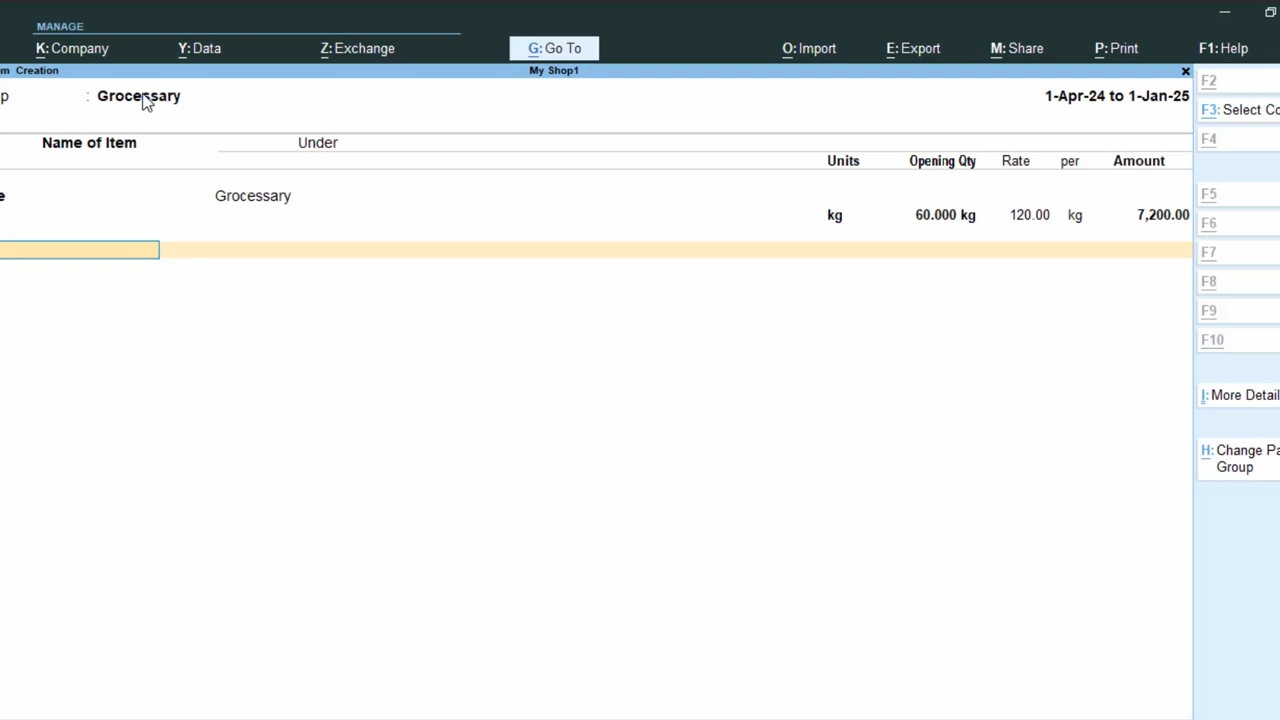 MANAGE
K: Company Y: Data Z: Exchange G: Go To O: Import E: Export M: Share P: Print F1: Help
m Creation My Shop1
p : Grocessary 1-Apr-24 to 1-Jan-25
Name of Item Under
Units Opening Qty Rate per Amount
e Grocessary
kg 60.000 kg 120.00 kg 7,200.00
F2
F3: Select Co
F4
F5
F6
F7
F8
F9
F10
I: More Detail
H: Change Pa
Group